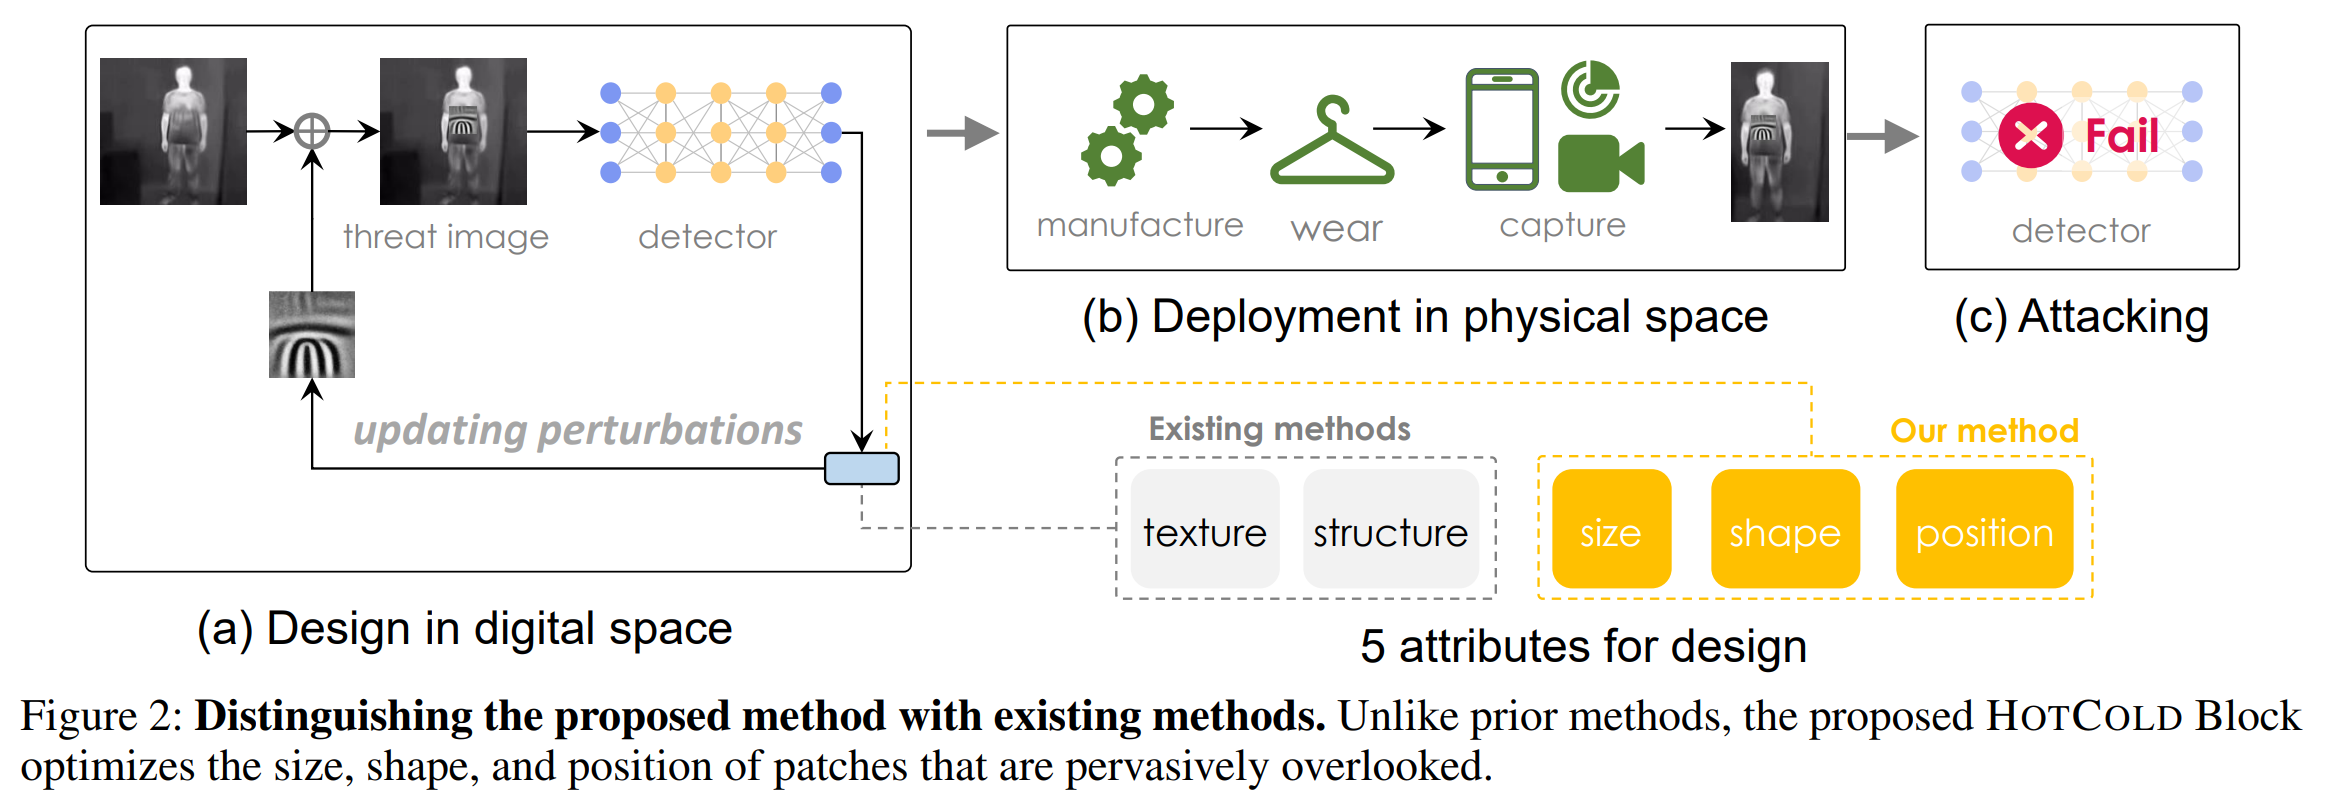 threat image
detector
updating perturbations
(a) Design in digital space
manufacture
wear
capture
(b) Deployment in physical space
Fail
detector
(c) Attacking
Existing methods
texture
structure
Our method
size
shape
position
5 attributes for design
Figure 2: Distinguishing the proposed method with existing methods. Unlike prior methods, the proposed HOTCOLD Block
optimizes the size, shape, and position of patches that are pervasively overlooked.